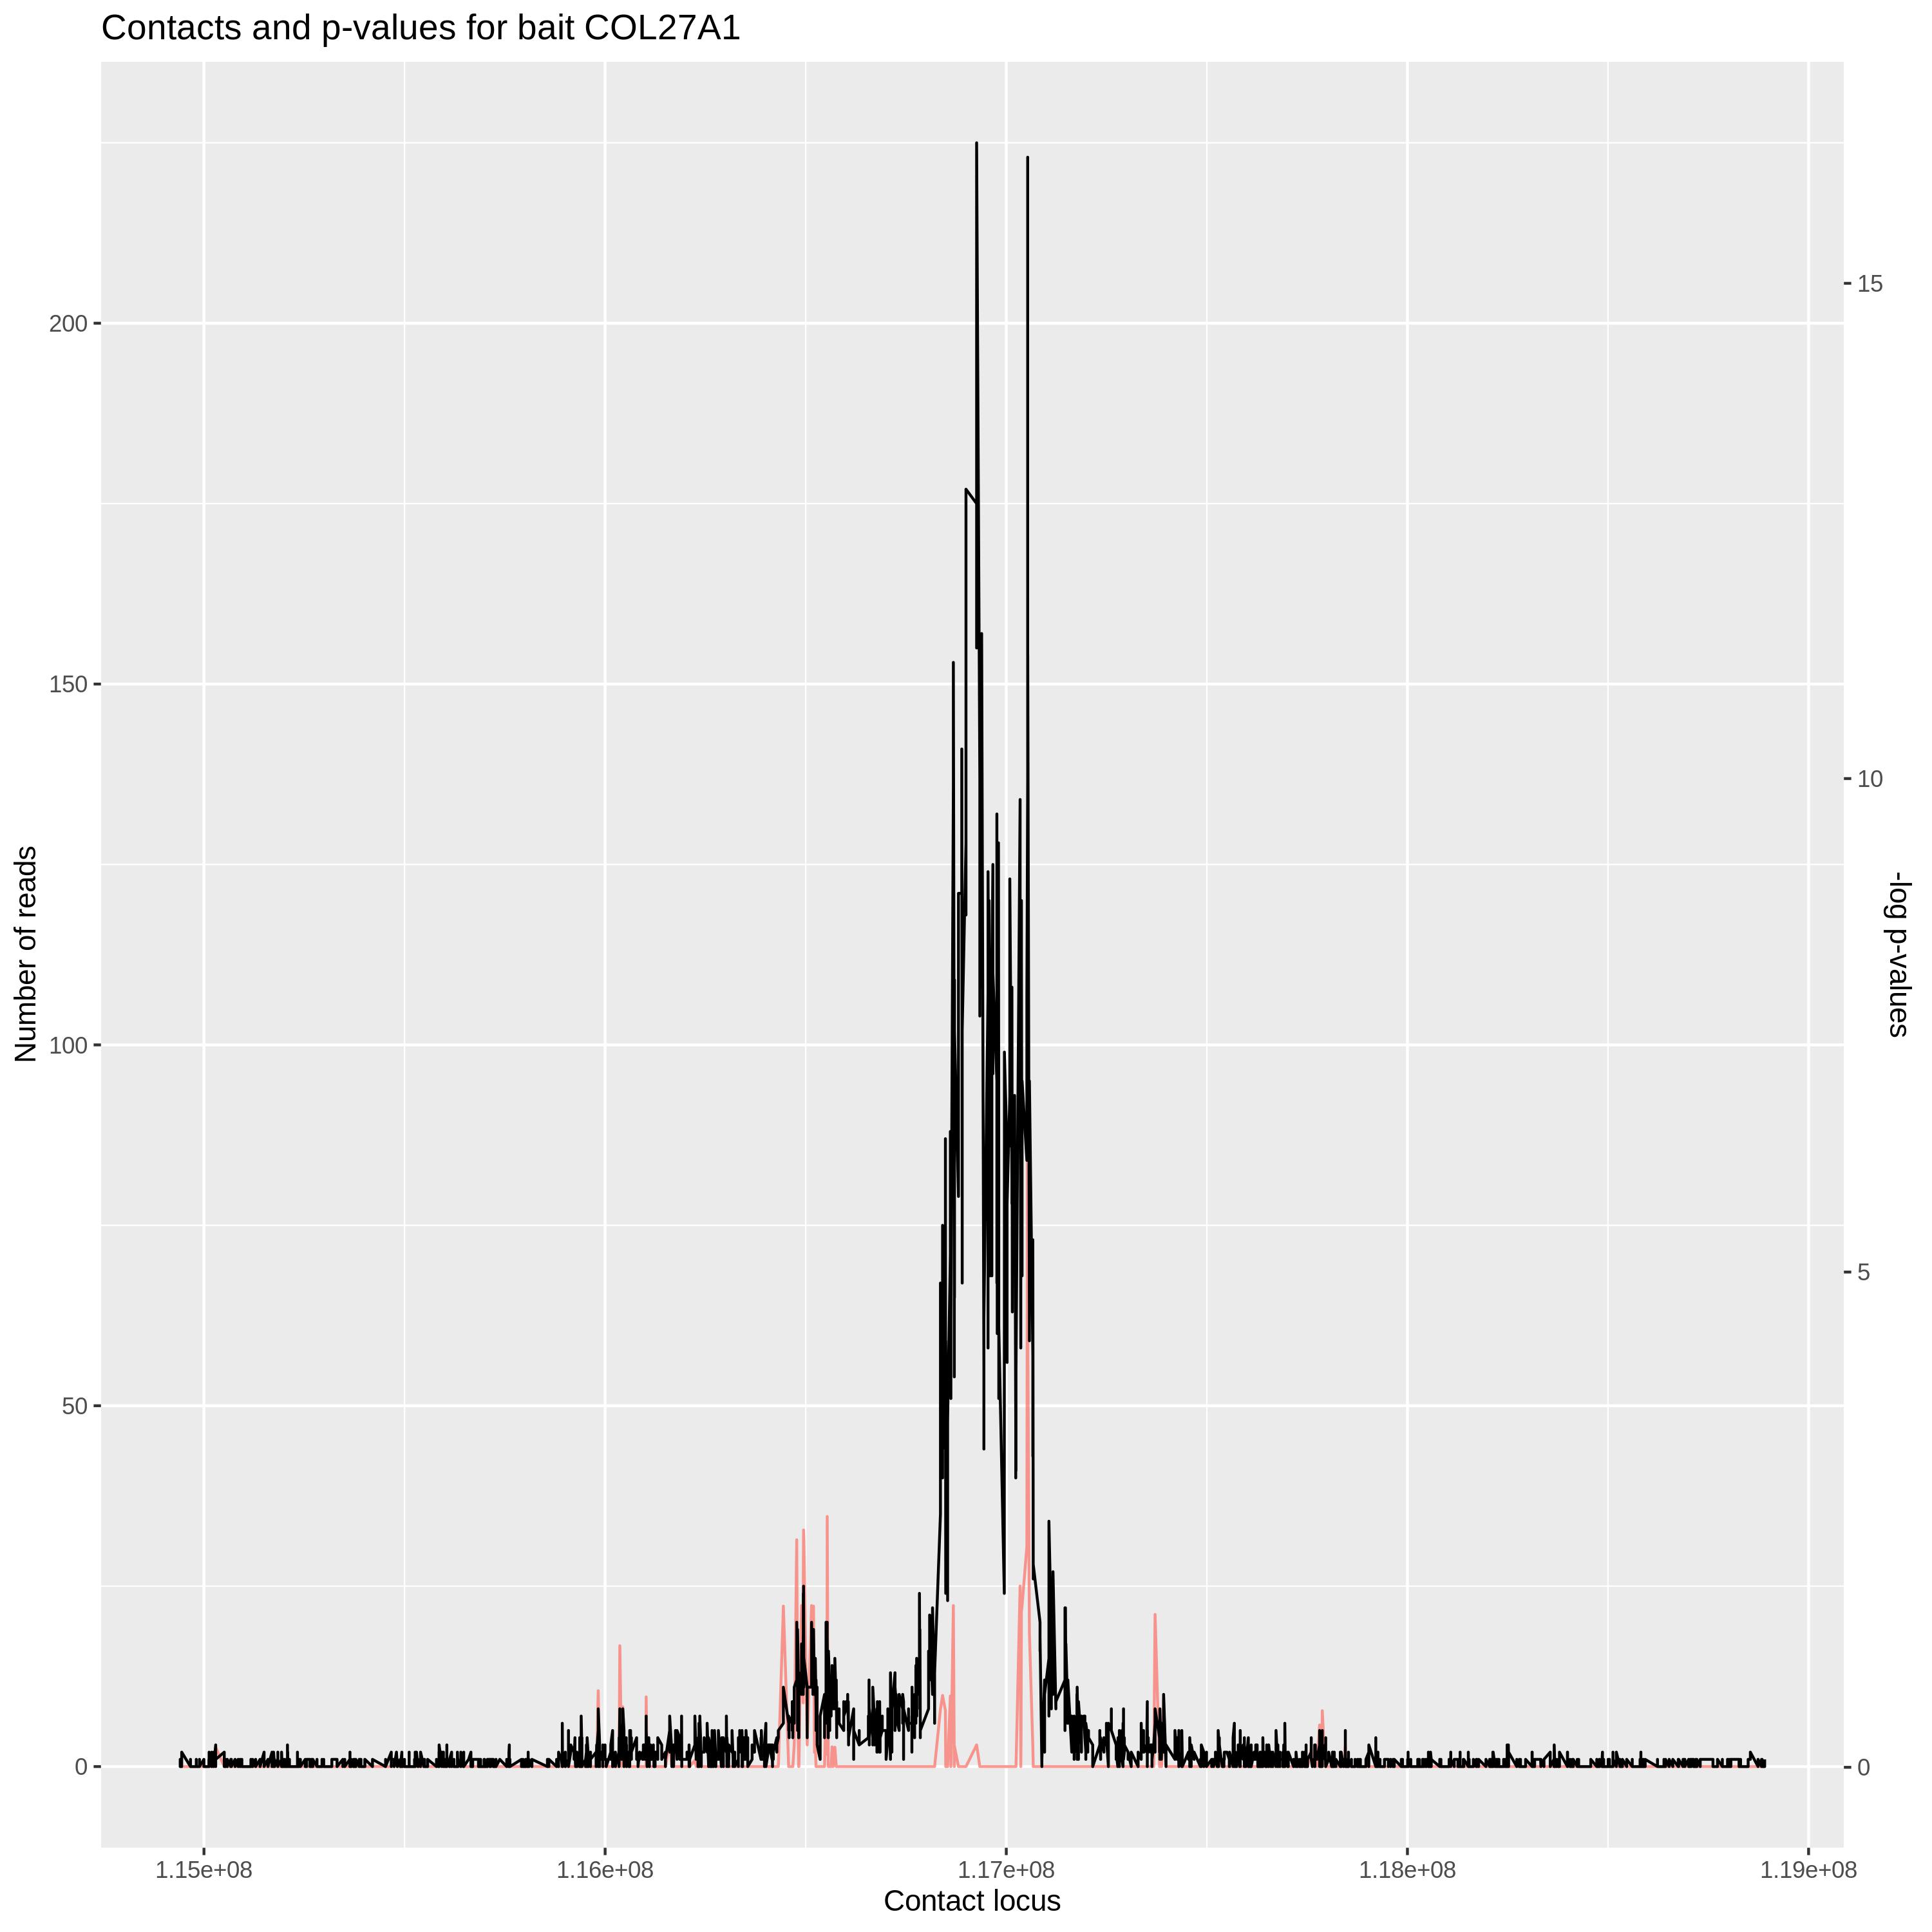 Contacts and p-values for bait COL27A1
200
150
100
50
0
Number of reads
15
10
5
0
-log p-values
1.15e+08
1.16e+08
1.17e+08
1.18e+08
1.19e+08
Contact locus